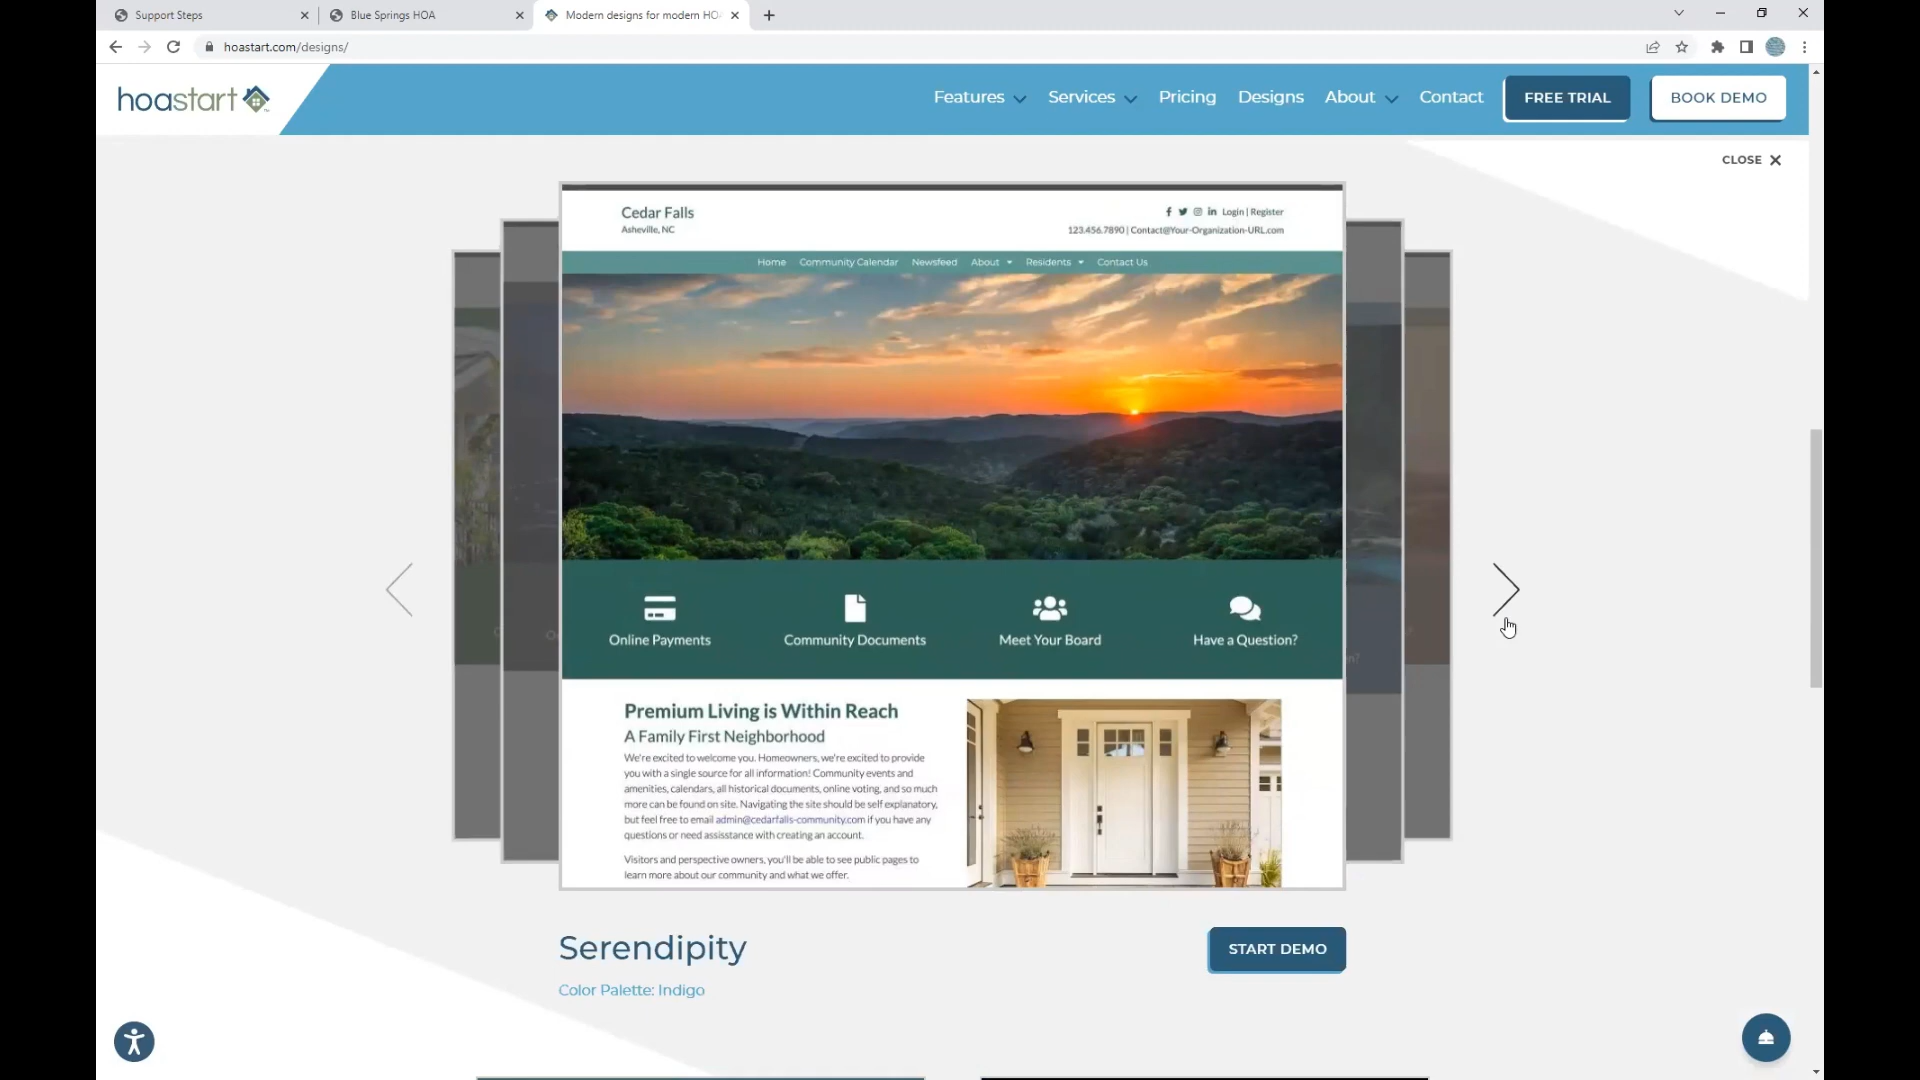 Support Steps
Blue Springs HOA
Modern designs for modern HO
hoastart.com/designs/
hoastart
Features
Services
Pricing
Designs
About
Contact
FREE TRIAL
BOOK DEMO
CLOSE
Cedar Falls
Asheville, NC
Login | Register
123.456.7890 | Contact@Your-Organization-URL.com
Home Community Calendar Newsfeed About Residents Contact Us
Online Payments
Community Documents
Meet Your Board
Have a Question?
Premium Living is Within Reach
A Family First Neighborhood
We're excited to welcome you. Homeowners, we're excited to provide
you with a single source for all information! Community events and
amenities, calendars, all historical documents, online voting, and so much
more can be found on site. Navigating the site should be self explanatory,
but feel free to email admin@cedarfalls-community.com if you have any
questions or need assisstance with creating an account.
Visitors and perspective owners, you'll be able to see public pages to
learn more about our community and what we offer.
Serendipity
START DEMO
Color Palette: Indigo